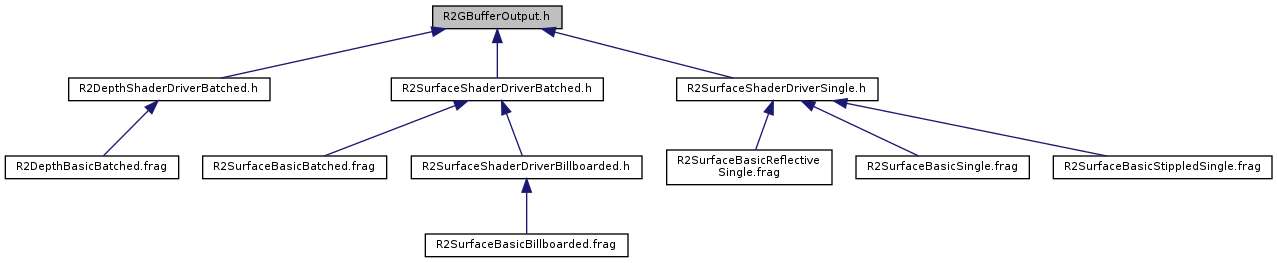 R2GBufferOutput.h
R2DepthShaderDriverBatched.h
R2SurfaceShaderDriverBatched.h
R2SurfaceShaderDriverSingle.h
R2DepthBasicBatched.frag
R2SurfaceBasicBatched.frag
R2SurfaceShaderDriverBillboarded.h
R2SurfaceBasicReflective
Single.frag
R2SurfaceBasicSingle.frag
R2SurfaceBasicStippledSingle.frag
R2SurfaceBasicBillboarded.frag